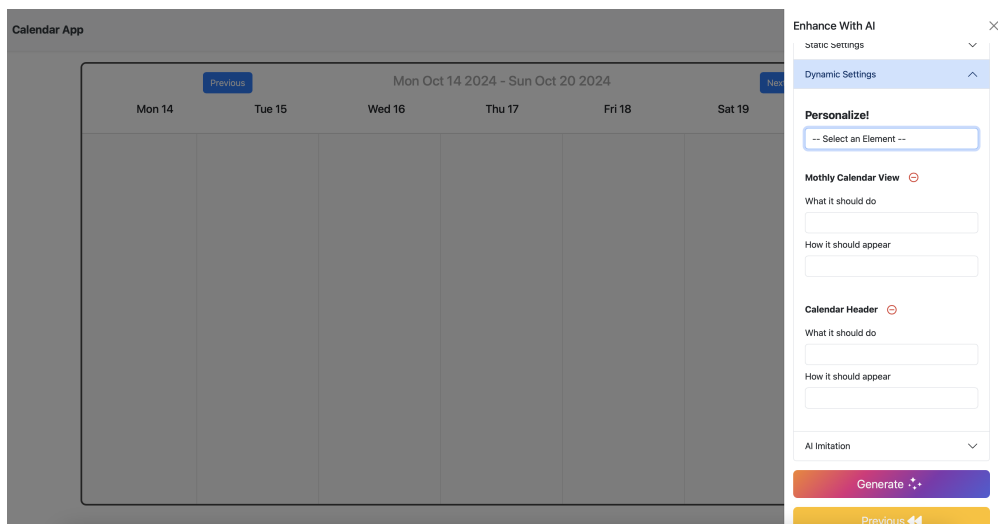 Calendar App
Previous
Mon Oct 14 2024 - Sun Oct 20 2024
Next
Mon 14
Tue 15
Wed 16
Thu 17
Fri 18
Sat 19
Enhance With AI
Static Settings
Dynamic Settings
Personalize!
-- Select an Element --
Mothly Calendar View
What it should do
How it should appear
Calendar Header
What it should do
How it should appear
AI Imitation
Generate
Previous